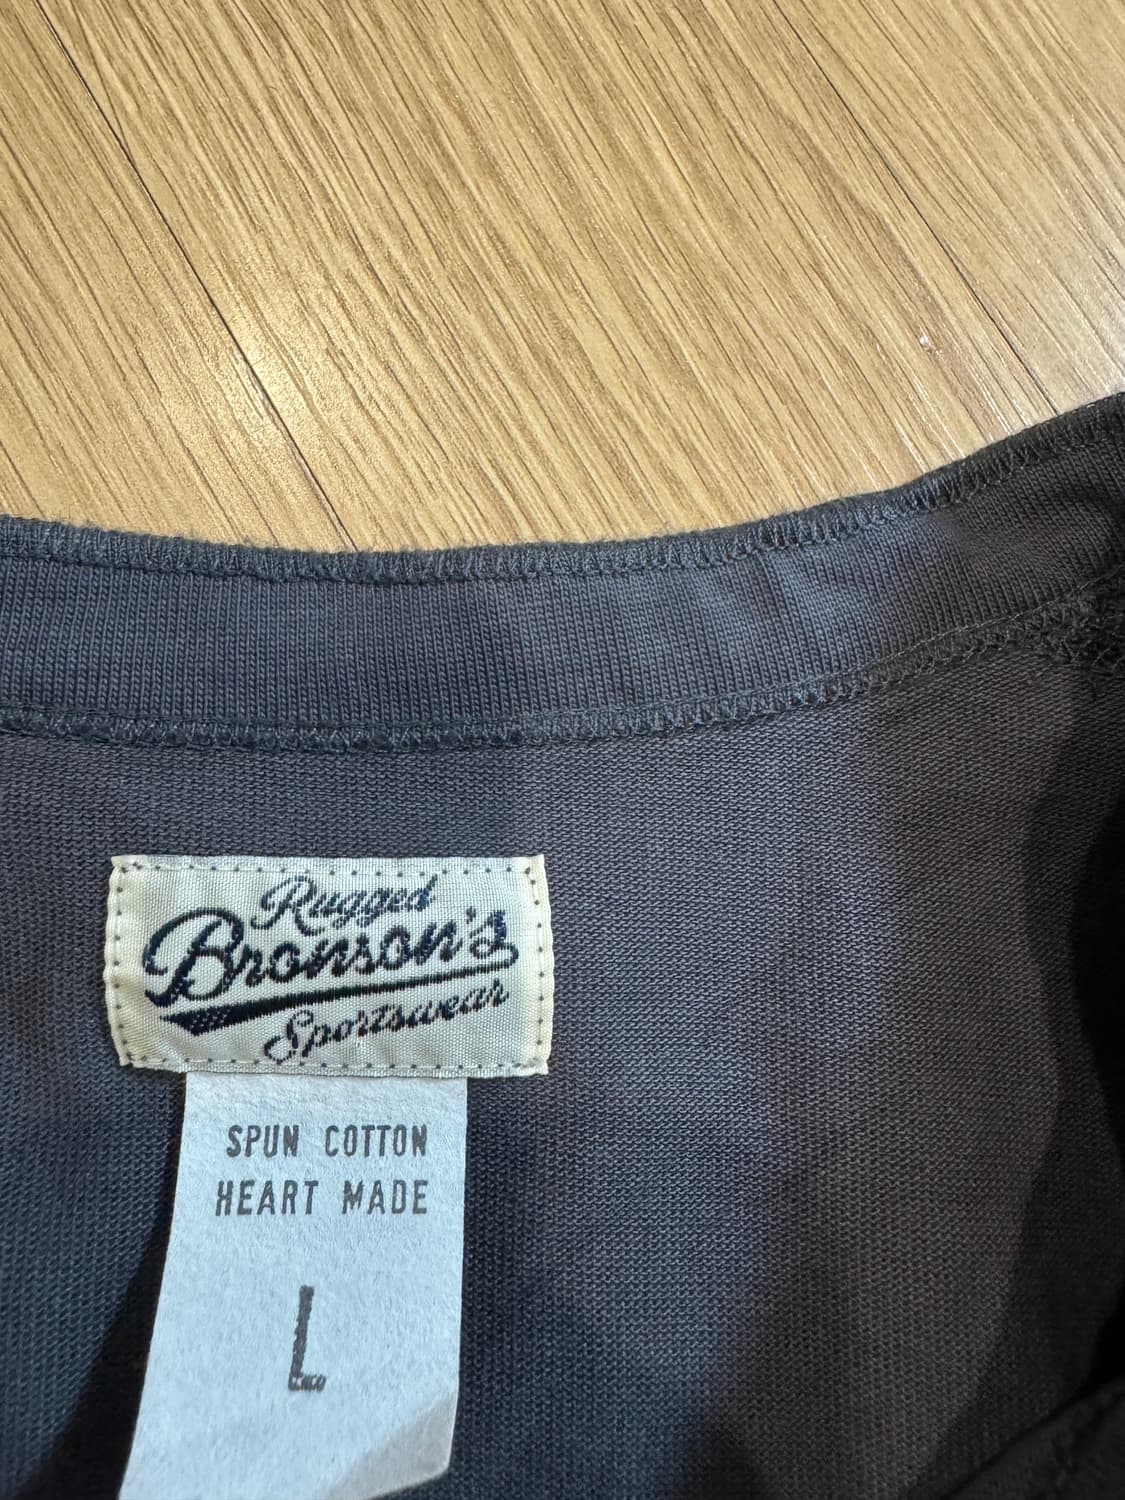 Rugged
Bronson's
Sportswear
SPUN COTTON
HEART MADE
L